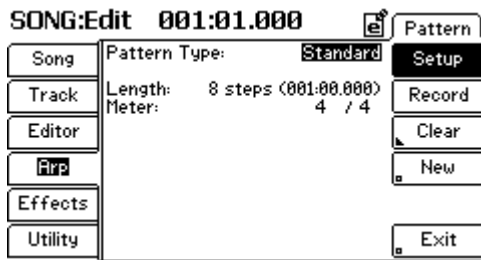 SONG:Edit 001:01.000 e Pattern
Song Pattern Type: Standard Setup
Track Length: 8 steps (001:00.000) Record
Meter: 4 / 4
Editor Clear
Arp New
Effects
Utility Exit